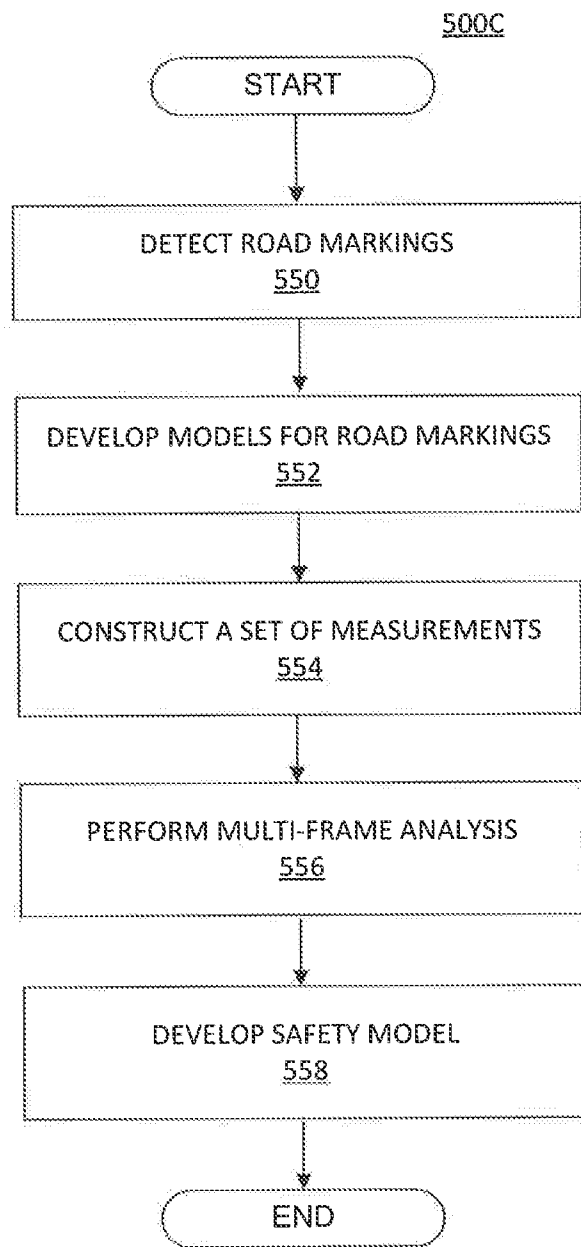 500C
START
DETECT ROAD MARKINGS
550
DEVELOP MODELS FOR ROAD MARKINGS
552
CONSTRUCT A SET OF MEASUREMENTS
554
PERFORM MULTI-FRAME ANALYSIS
556
DEVELOP SAFETY MODEL
558
END